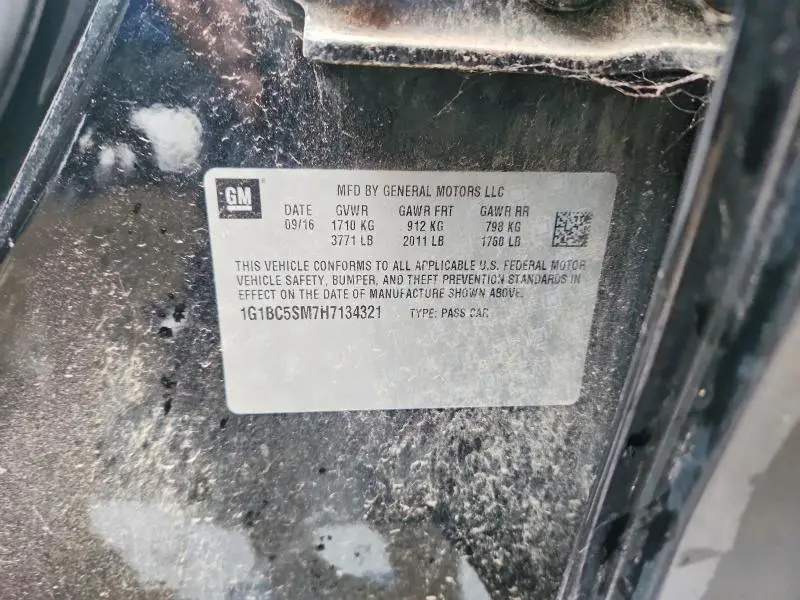 GM
MFD BY GENERAL MOTORS LLC
DATE GVWR GAWR FRT GAWR RR
09/16 1710 KG 912 KG 798 KG
3771 LB 2011 LB 1760 LB
THIS VEHICLE CONFORMS TO ALL APPLICABLE U.S. FEDERAL MOTOR
VEHICLE SAFETY, BUMPER, AND THEFT PREVENTION STANDARDS IN
EFFECT ON THE DATE OF MANUFACTURE SHOWN ABOVE.
1G1BC5SM7H7134321 TYPE: PASS CAR